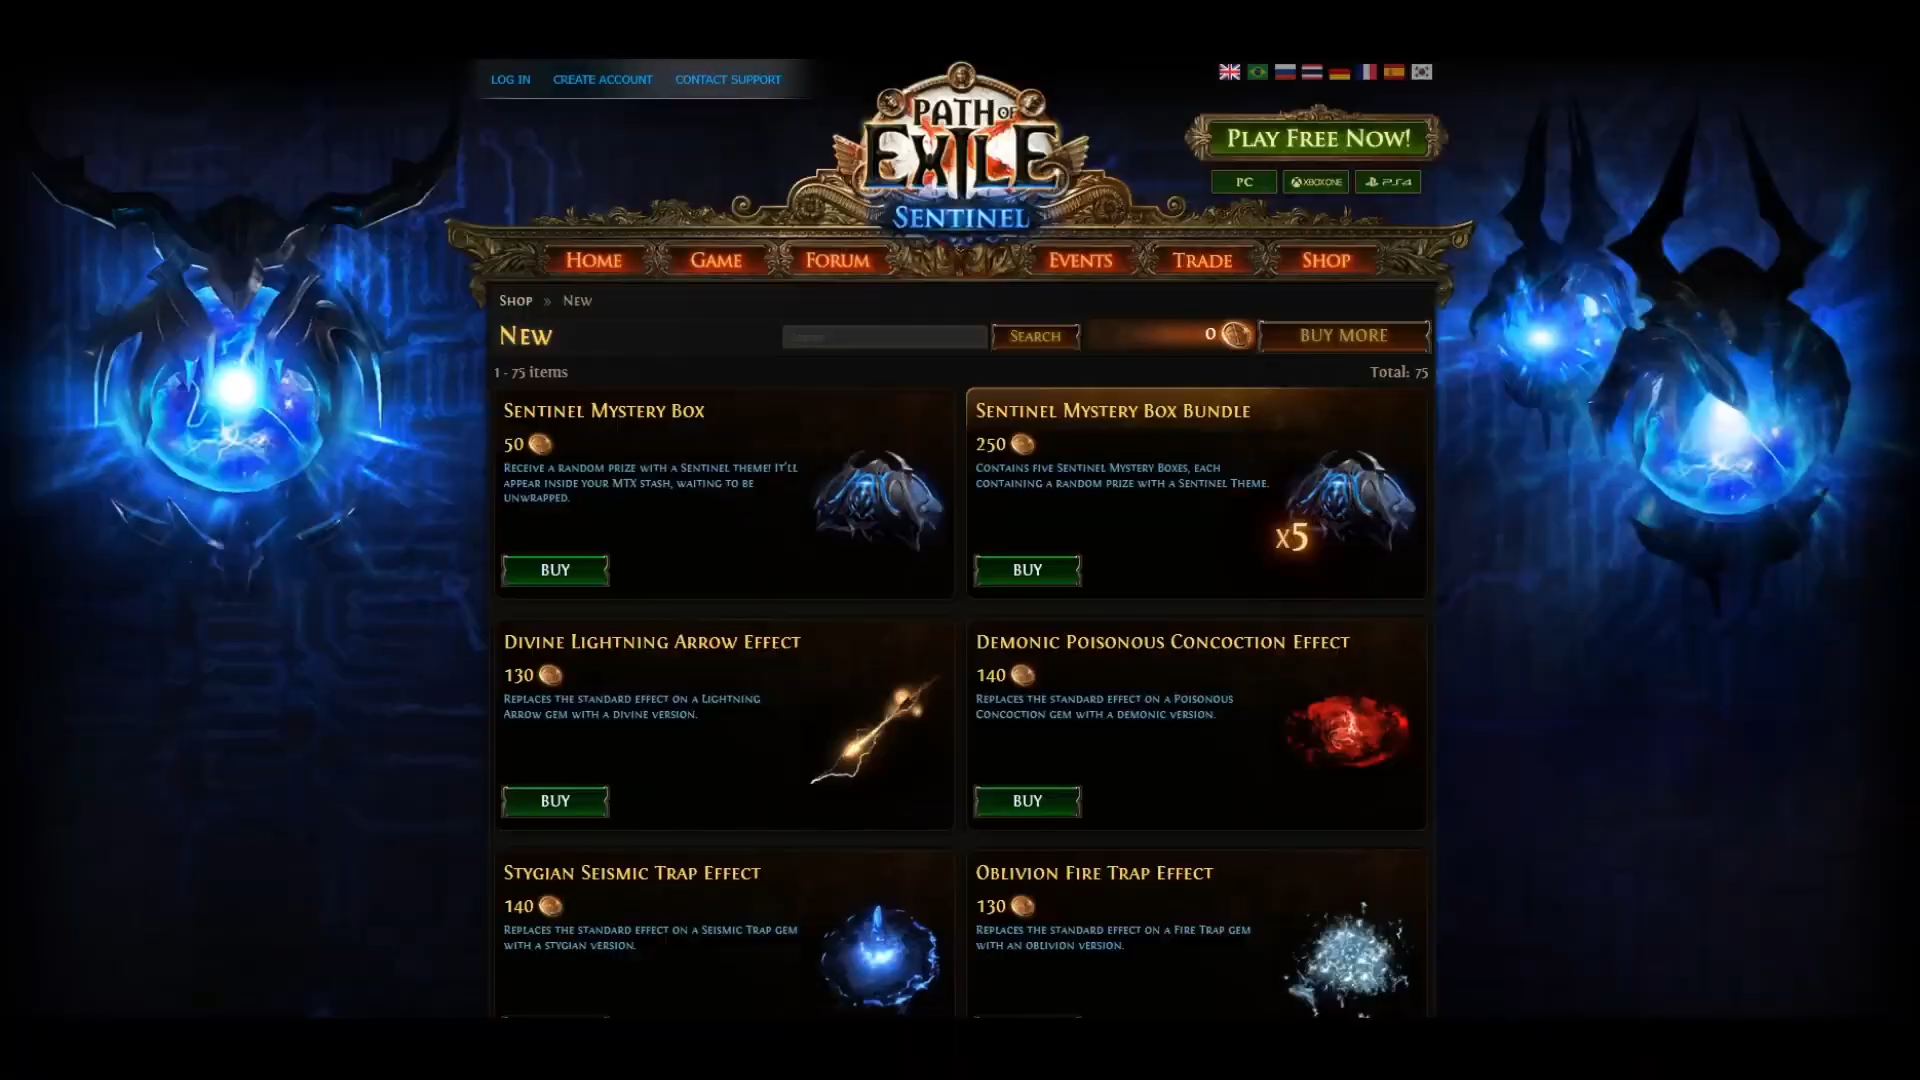 LOG IN CREATE ACCOUNT CONTACT SUPPORT
PATH OF
EXILE
SENTINEL
PLAY FREE NOW!
PC XBOX ONE PS4
HOME GAME FORUM EVENTS TRADE SHOP
SHOP » NEW
NEW
SEARCH
0
BUY MORE
1 - 75 items
Total: 75
SENTINEL MYSTERY BOX
50
RECEIVE A RANDOM PRIZE WITH A SENTINEL THEME! IT'LL
APPEAR INSIDE YOUR MTX STASH, WAITING TO BE
UNWRAPPED.
BUY
SENTINEL MYSTERY BOX BUNDLE
250
CONTAINS FIVE SENTINEL MYSTERY BOXES, EACH
CONTAINING A RANDOM PRIZE WITH A SENTINEL THEME.
x5
BUY
DIVINE LIGHTNING ARROW EFFECT
130
REPLACES THE STANDARD EFFECT ON A LIGHTNING
ARROW GEM WITH A DIVINE VERSION.
BUY
DEMONIC POISONOUS CONCOCTION EFFECT
140
REPLACES THE STANDARD EFFECT ON A POISONOUS
CONCOCTION GEM WITH A DEMONIC VERSION.
BUY
STYGIAN SEISMIC TRAP EFFECT
140
REPLACES THE STANDARD EFFECT ON A SEISMIC TRAP GEM
WITH A STYGIAN VERSION.
OBLIVION FIRE TRAP EFFECT
130
REPLACES THE STANDARD EFFECT ON A FIRE TRAP GEM
WITH AN OBLIVION VERSION.